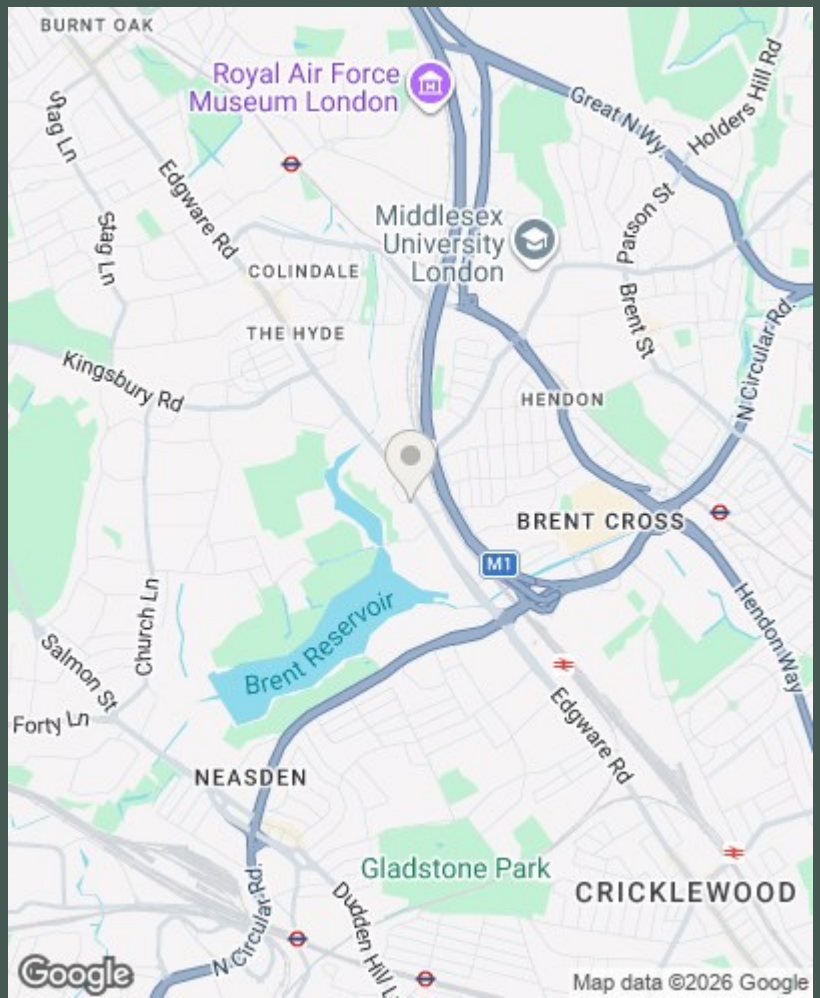 BURNT OAK
Royal Air Force
Museum London
Great N Wy.
Holders Hill Rd
Stag Ln
Edgware Rd
Parson St
Middlesex
University
London
Stag Ln
COLINDALE
Brent St
THE HYDE
N Circular Rd.
Kingsbury Rd
HENDON
BRENT CROSS
M1
Church Ln
Brent Reservoir
Hendon Way
Salmon St
Forty Ln
Edgware Rd
NEASDEN
Gladstone Park
CRICKLEWOOD
N Circular Rd.
Dudden Hill L
Google
Map data ©2026 Google